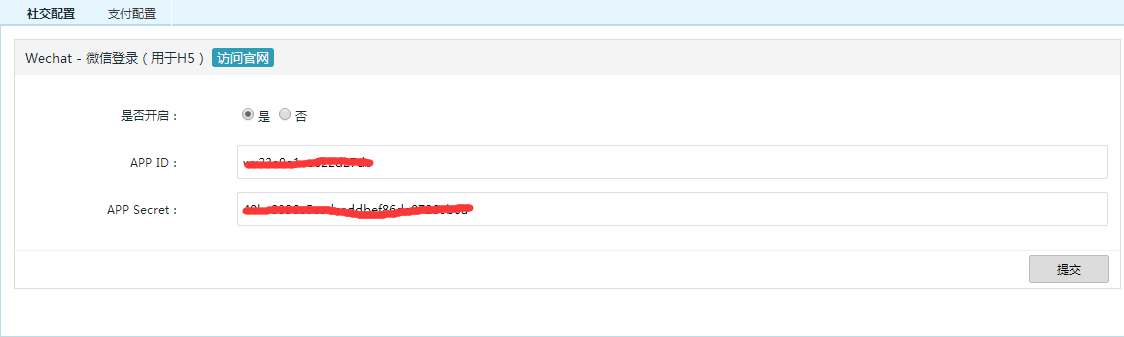 社交配置 支付配置
Wechat - 微信登录（用于H5） 访问官网
是否开启： 是 否
APP ID：
APP Secret：
提交